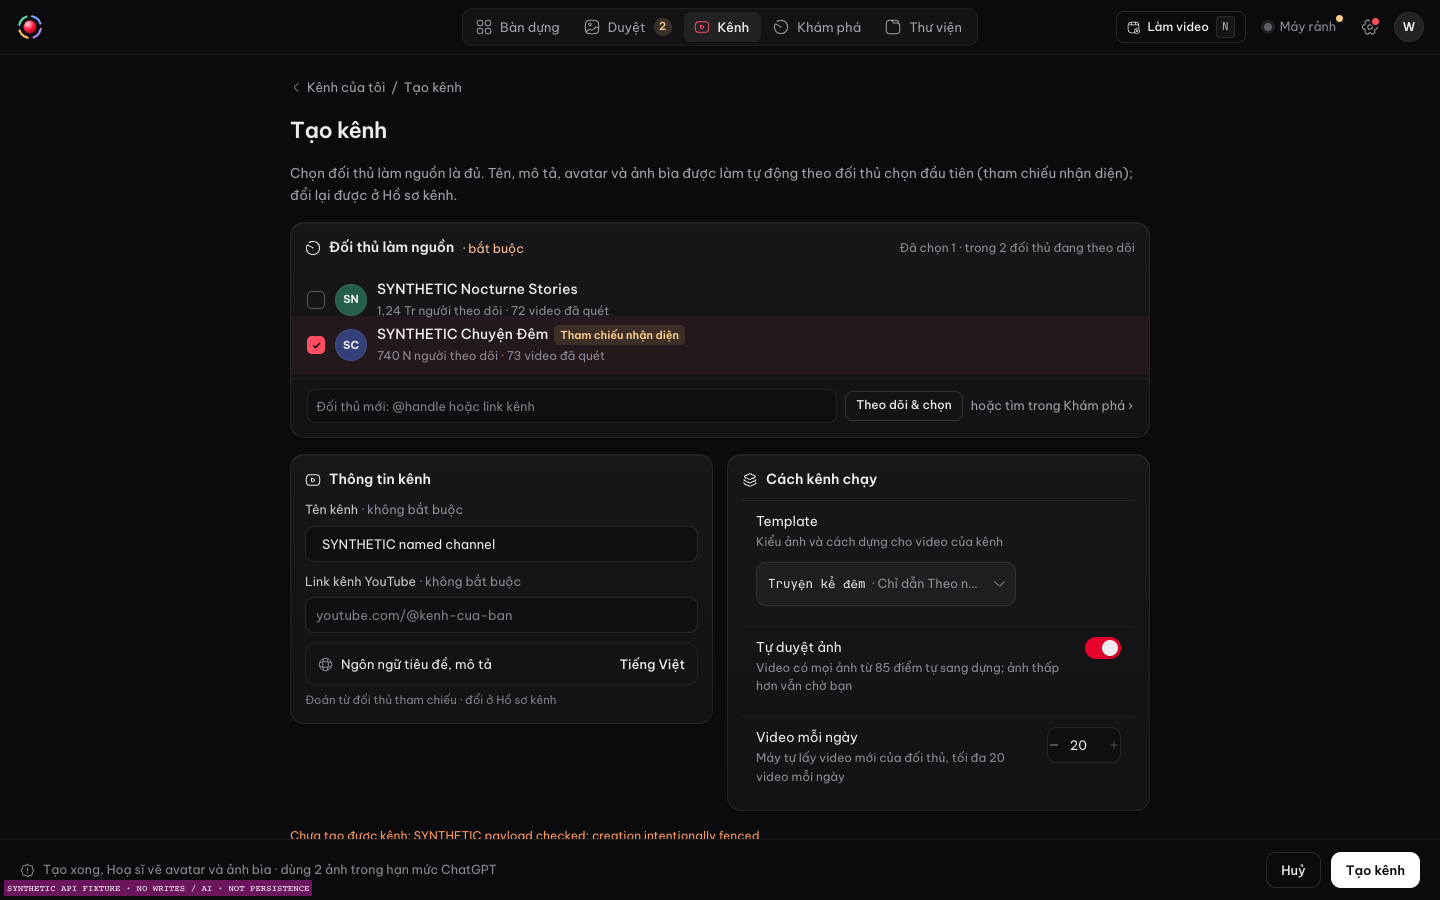 Bàn dựng
Duyệt 2
Kênh
Khám phá
Thư viện
Làm video N
Máy rảnh
W
Kênh của tôi / Tạo kênh
Tạo kênh
Chọn đối thủ làm nguồn là đủ. Tên, mô tả, avatar và ảnh bìa được làm tự động theo đối thủ chọn đầu tiên (tham chiếu nhận diện);
đổi lại được ở Hồ sơ kênh.
Đối thủ làm nguồn · bắt buộc
Đã chọn 1 · trong 2 đối thủ đang theo dõi
SN
SYNTHETIC Nocturne Stories
1,24 Tr người theo dõi · 72 video đã quét
SC
SYNTHETIC Chuyện Đêm Tham chiếu nhận diện
740 N người theo dõi · 73 video đã quét
Đối thủ mới: @handle hoặc link kênh
Theo dõi & chọn
hoặc tìm trong Khám phá ›
Thông tin kênh
Tên kênh · không bắt buộc
SYNTHETIC named channel
Link kênh YouTube · không bắt buộc
youtube.com/@kenh-cua-ban
Ngôn ngữ tiêu đề, mô tả Tiếng Việt
Đoán từ đối thủ tham chiếu · đổi ở Hồ sơ kênh
Cách kênh chạy
Template
Kiểu ảnh và cách dựng cho video của kênh
Truyện kể đêm · Chỉ dẫn Theo n...
Tự duyệt ảnh
Video có mọi ảnh từ 85 điểm tự sang dựng; ảnh thấp
hơn vẫn chờ bạn
Video mỗi ngày
Máy tự lấy video mới của đối thủ, tối đa 20
video mỗi ngày
− 20 +
Chưa tạo được kênh: SYNTHETIC payload checked; creation intentionally fenced
Tạo xong, Hoạ sĩ vẽ avatar và ảnh bìa · dùng 2 ảnh trong hạn mức ChatGPT
Huỷ
Tạo kênh
SYNTHETIC API FIXTURE · NO WRITES / AI · NOT PERSISTENCE